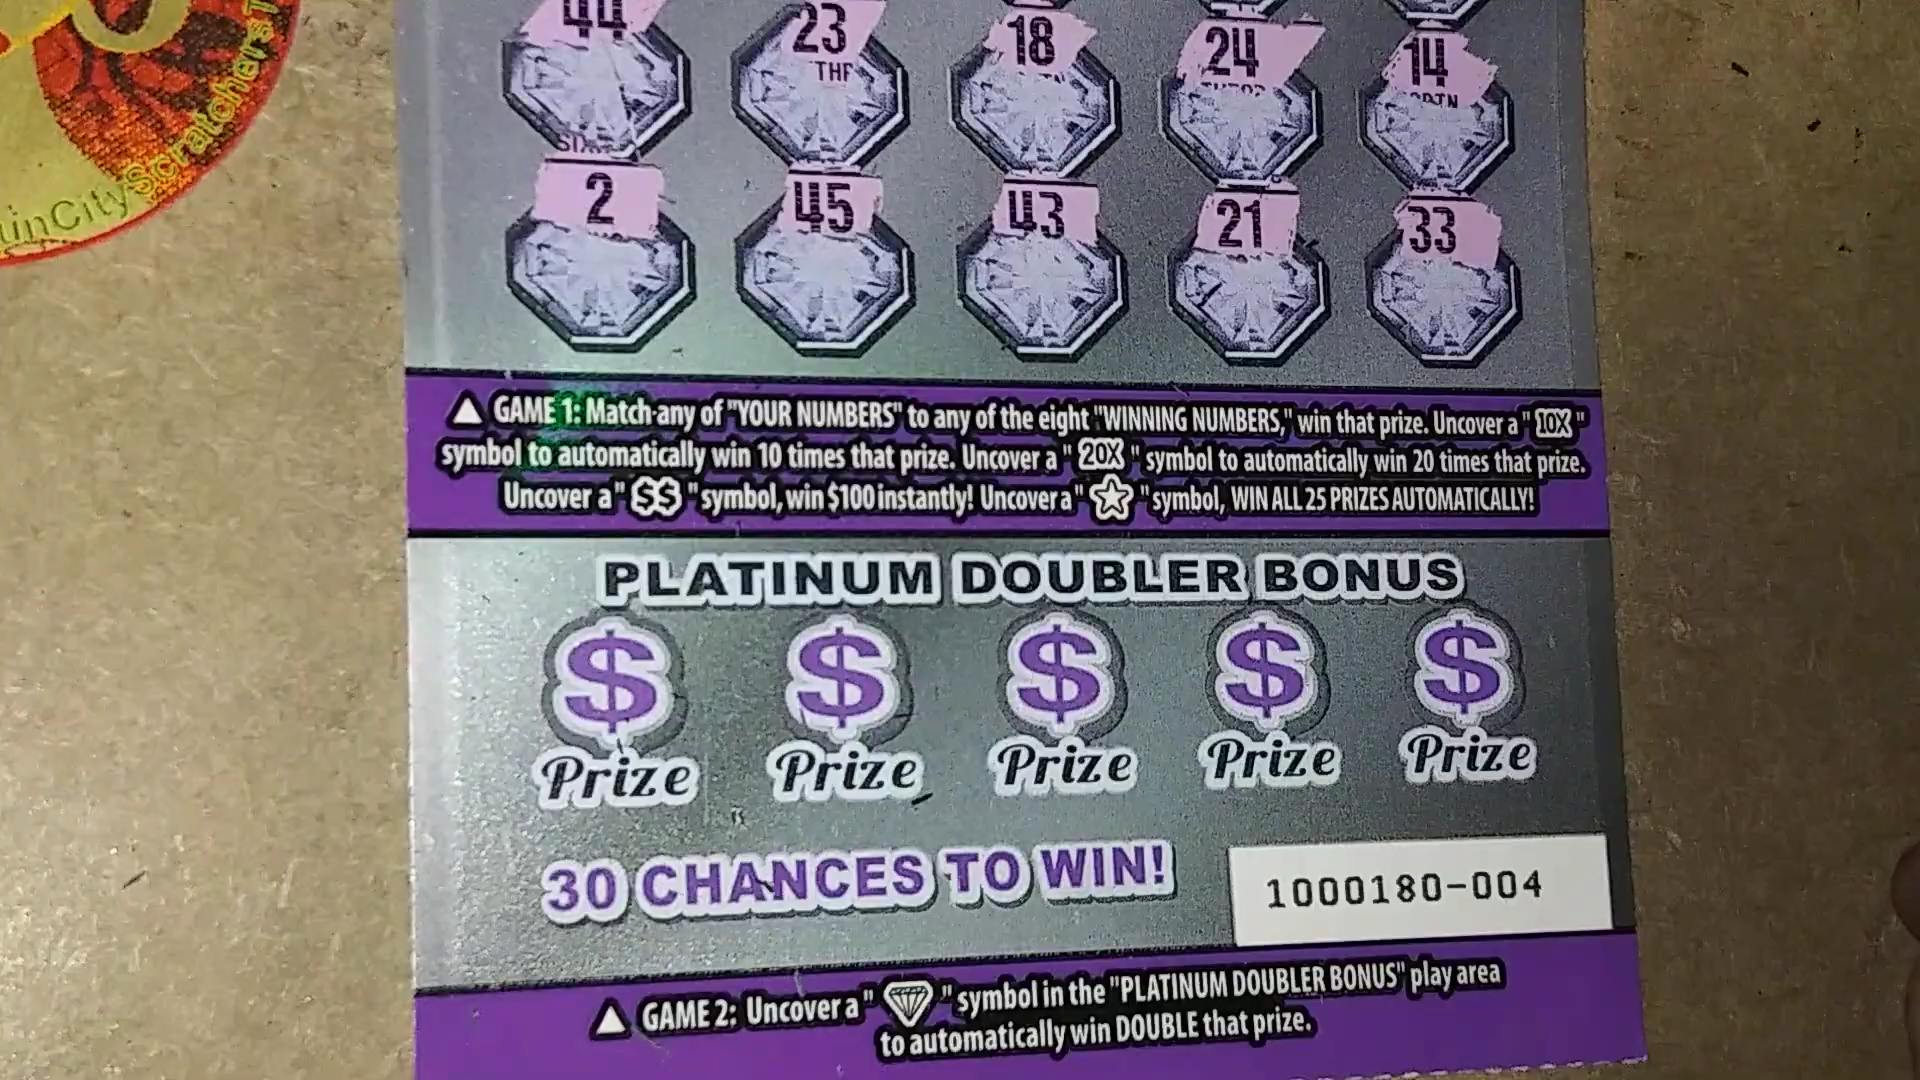 44 23 18 24 14
THR
2 45 43 21 33
▲ GAME 1: Match any of "YOUR NUMBERS" to any of the eight "WINNING NUMBERS," win that prize. Uncover a "10X"
symbol to automatically win 10 times that prize. Uncover a "20X" symbol to automatically win 20 times that prize.
Uncover a "$$" symbol, win $100 instantly! Uncover a "☆" symbol, WIN ALL 25 PRIZES AUTOMATICALLY!
PLATINUM DOUBLER BONUS
$ $ $ $ $
Prize Prize Prize Prize Prize
30 CHANCES TO WIN!
1000180-004
▲ GAME 2: Uncover a "" symbol in the "PLATINUM DOUBLER BONUS" play area
to automatically win DOUBLE that prize.